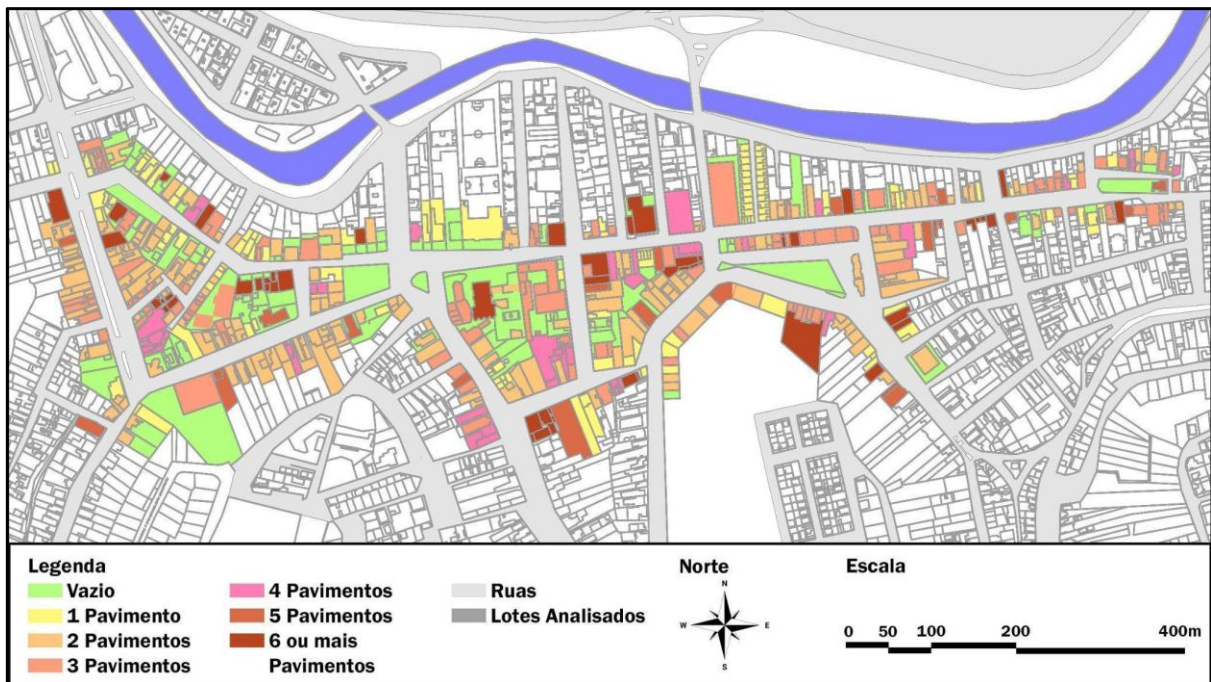 Legenda
Vazio
1 Pavimento
2 Pavimentos
3 Pavimentos
4 Pavimentos
5 Pavimentos
6 ou mais
Pavimentos
Ruas
Lotes Analisados
Norte
N
W E
S
Escala
0 50 100 200 400m